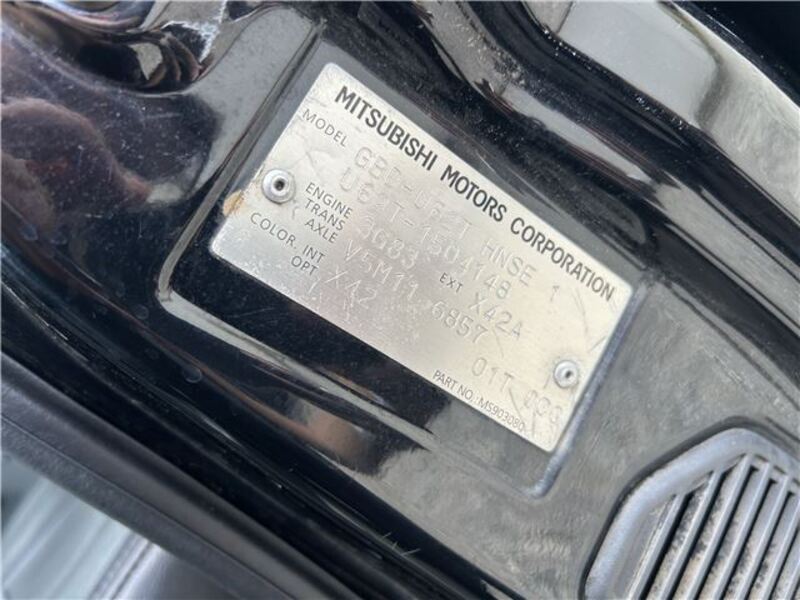 MITSUBISHI MOTORS CORPORATION
MODEL GBD-U62T HNSE 1
U62T 1504148
ENGINE 3G83 EXT X42A
TRANS AXLE V5M11 6857
COLOR. INT X42
OPT 01T 000
PART NO.: MS903080